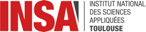 INSA
INSTITUT NATIONAL
DES SCIENCES
APPLIQUÉES
TOULOUSE